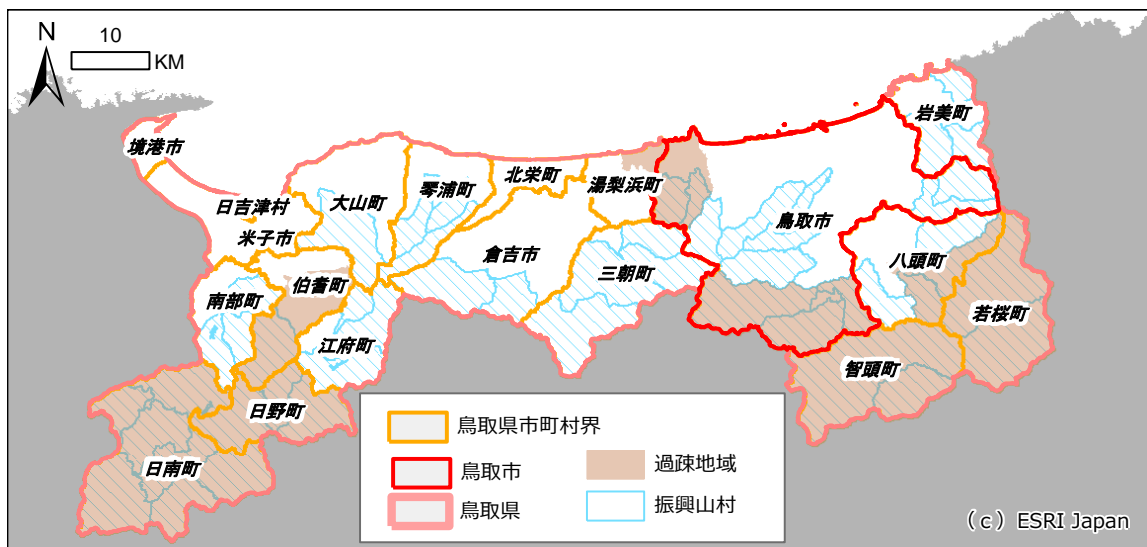 10
N
KM
岩美町
境港市
北栄町
湯梨浜町
琴浦町
大山町
日吉津村
鳥取市
米子市
倉吉市
八頭町
三朝町
伯耆町
南部町
若桜町
江府町
智頭町
日野町
日南町
鳥取県市町村界
鳥取市
過疎地域
鳥取県
振興山村
(c) ESRI Japan